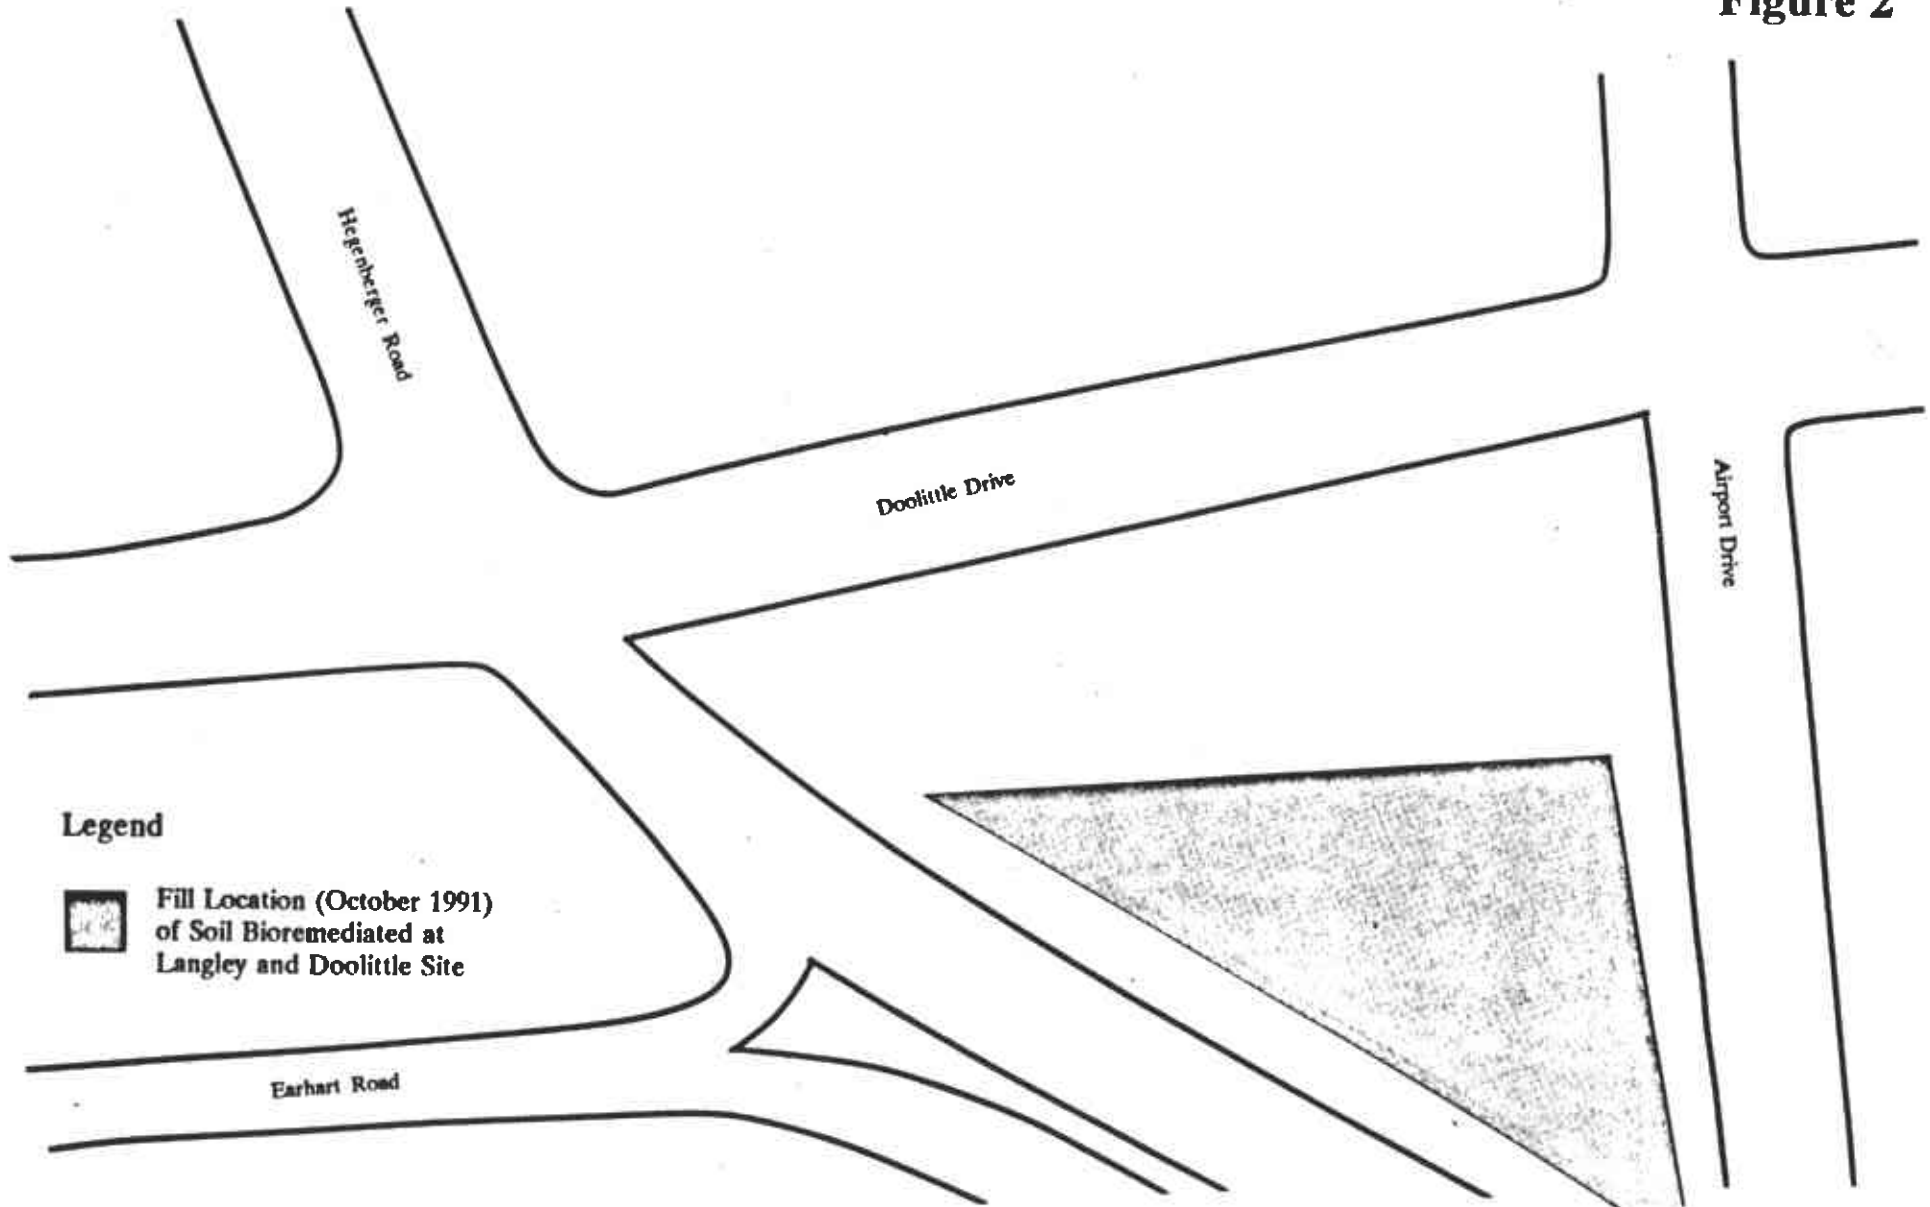 Figure 2
Hegenberger Road
Doolittle Drive
Airport Drive
Legend
Fill Location (October 1991)
of Soil Bioremediated at
Langley and Doolittle Site
Earhart Road